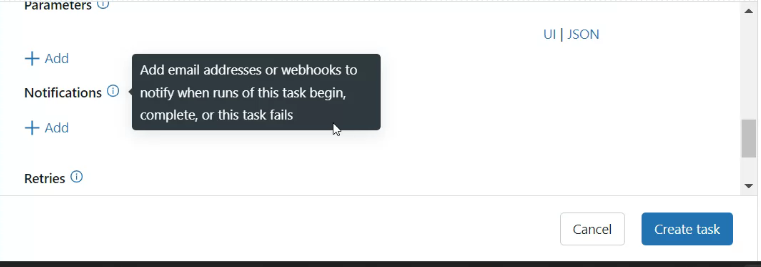 Parameters
UI | JSON
+ Add
Notifications
Add email addresses or webhooks to
notify when runs of this task begin,
complete, or this task fails
+ Add
Retries
Cancel
Create task